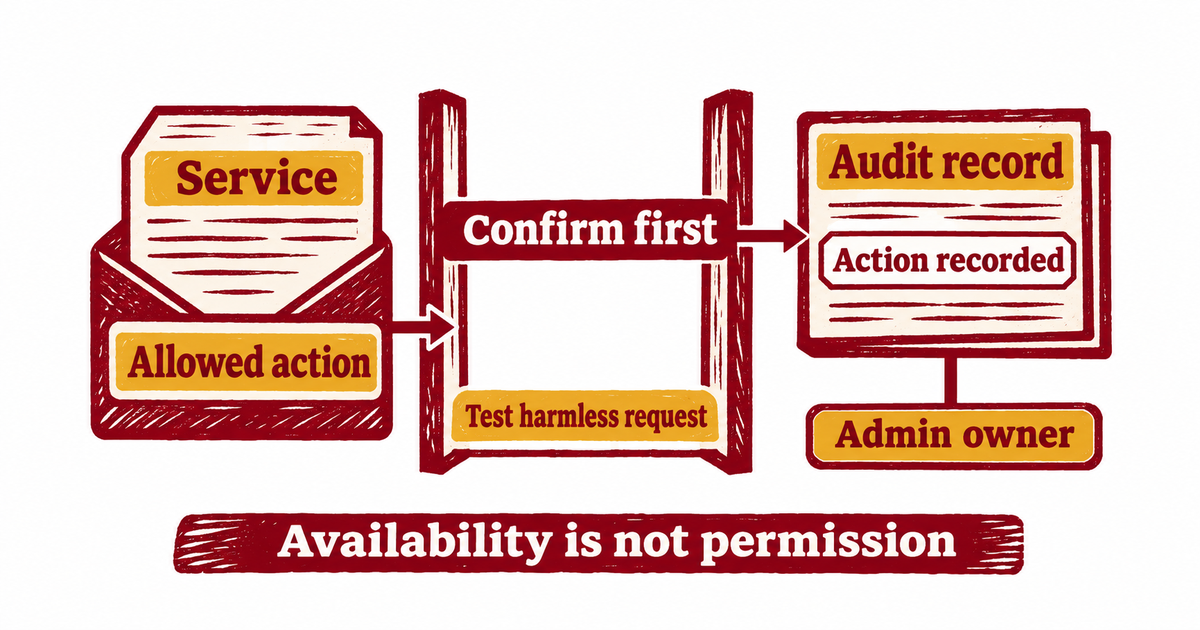 Service
Allowed action
Confirm first
Test harmless request
Audit record
Action recorded
Admin owner
Availability is not permission